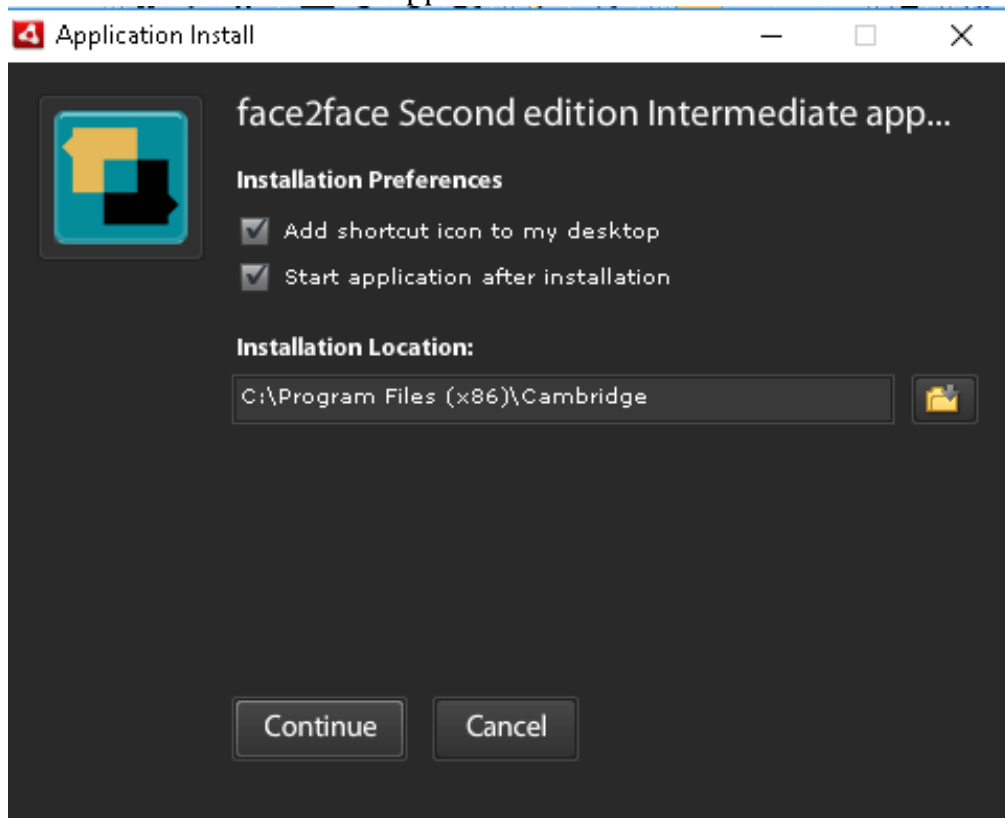 Application Install
face2face Second edition Intermediate app...
Installation Preferences
Add shortcut icon to my desktop
Start application after installation
Installation Location:
C:\Program Files (x86)\Cambridge
Continue
Cancel